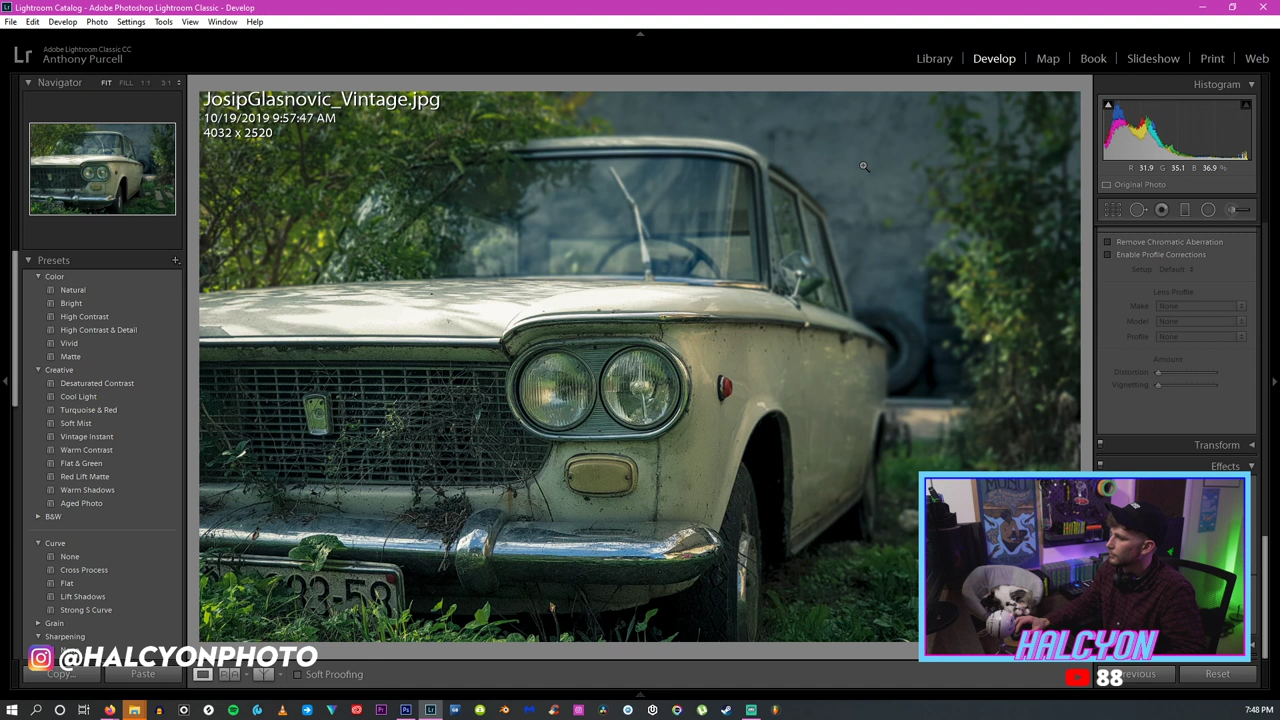 Lightroom Catalog - Adobe Photoshop Lightroom Classic - Develop
File Edit Develop Photo Settings Tools View Window Help
Lr Adobe Lightroom Classic CC
Anthony Purcell
Library | Develop | Map | Book | Slideshow | Print | Web
Navigator FIT FILL 1:1 3:1
Histogram
JosipGlasnovic_Vintage.jpg
10/19/2019 9:57:47 AM
4032 x 2520
R 31.9 G 35.1 B 36.9 %
Original Photo
Presets
Color
Natural
Bright
High Contrast
High Contrast & Detail
Vivid
Matte
Creative
Desaturated Contrast
Cool Light
Turquoise & Red
Soft Mist
Vintage Instant
Warm Contrast
Flat & Green
Red Lift Matte
Warm Shadows
Aged Photo
B&W
Curve
None
Cross Process
Flat
Lift Shadows
Strong S Curve
Grain
Sharpening
Remove Chromatic Aberration
Enable Profile Corrections
Setup Default
Lens Profile
Make None
Model None
Profile None
Amount
Distortion
Vignetting
Transform
Effects
@HALCYONPHOTO
HALCYON
88
Copy... Paste
Soft Proofing
Previous Reset
7:48 PM